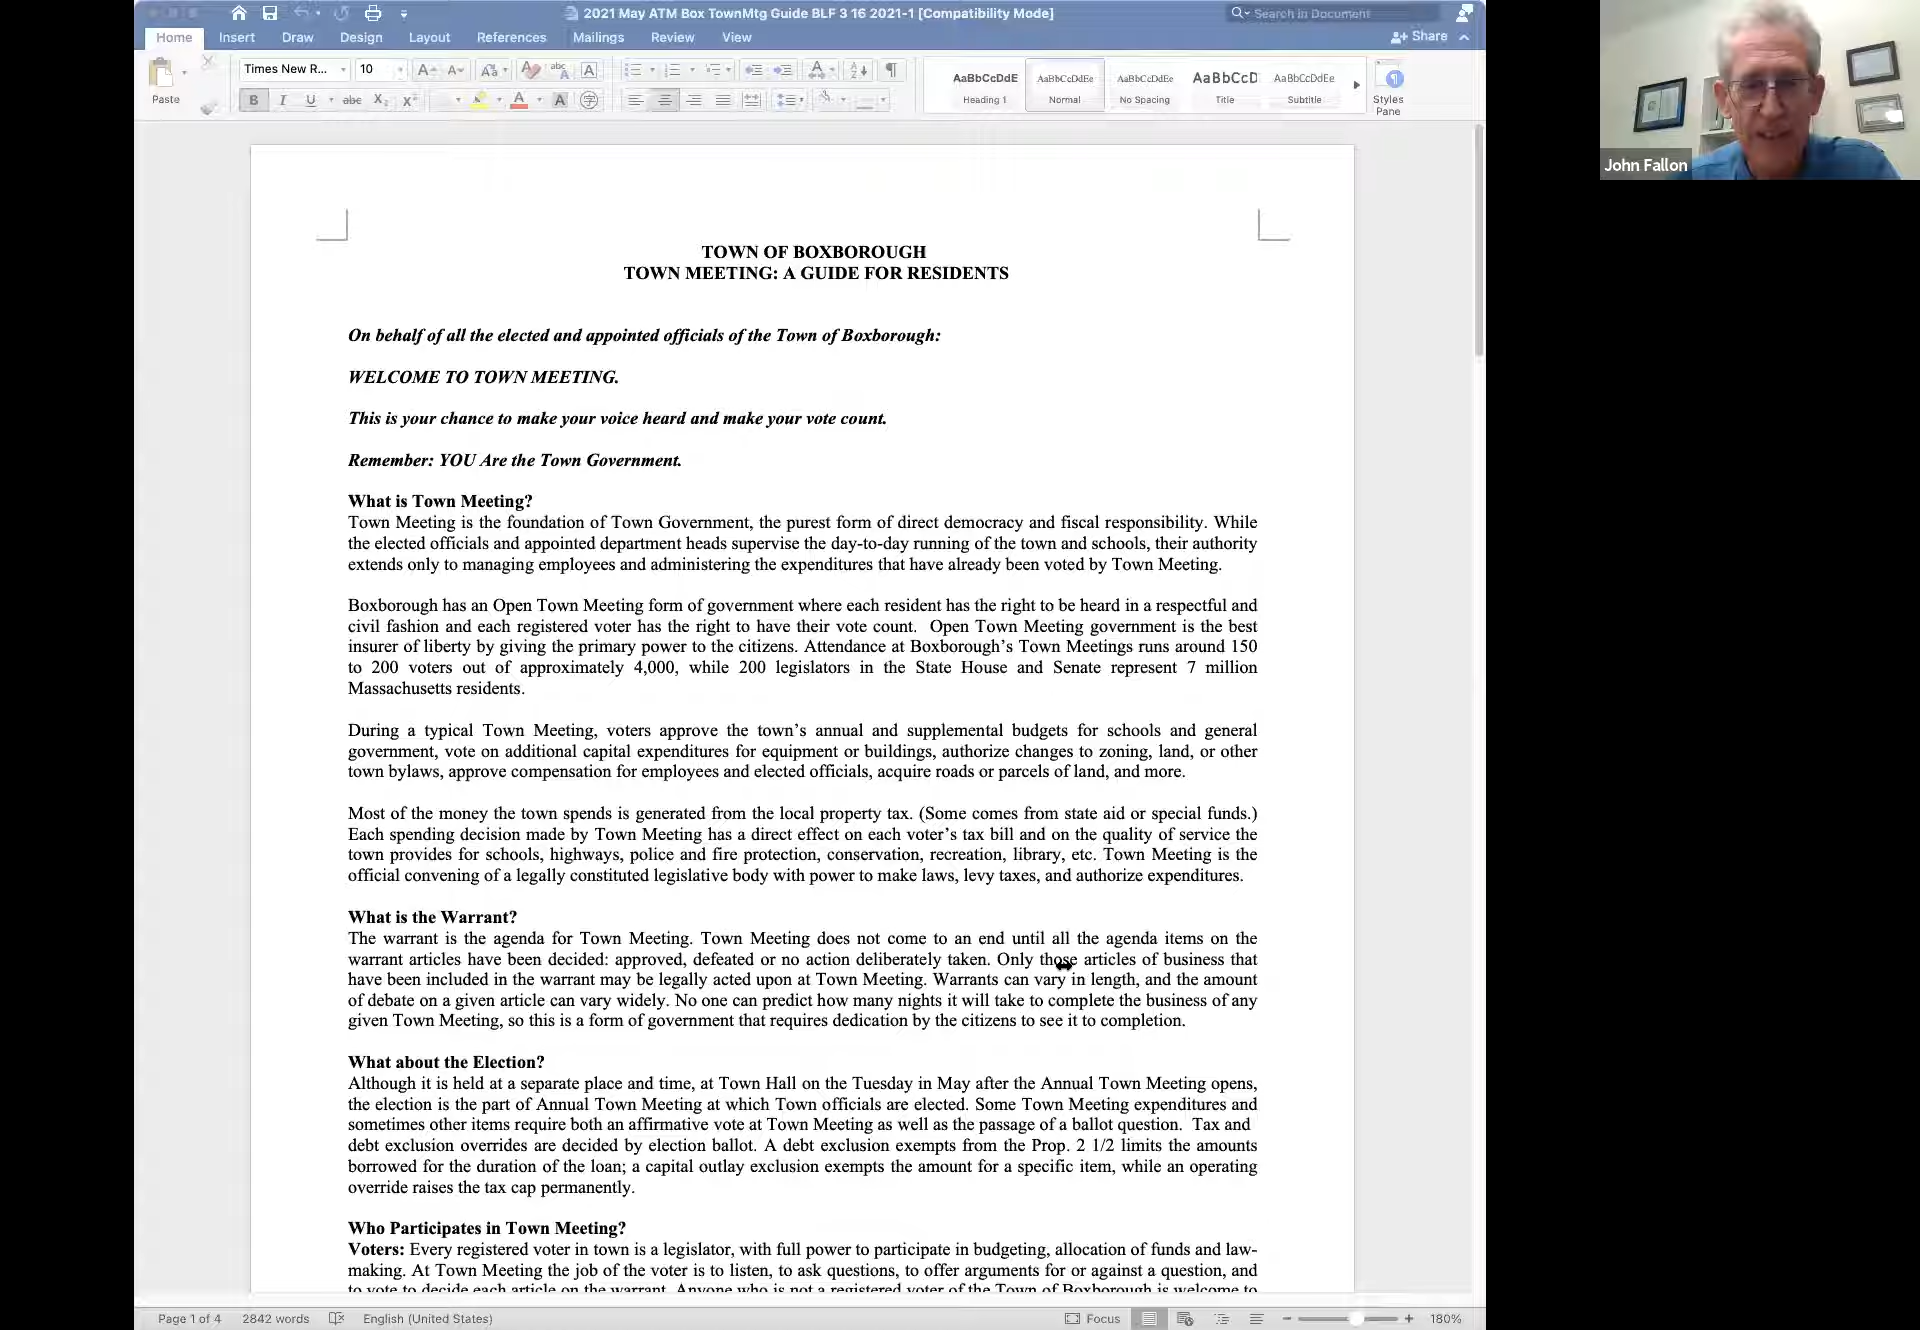 2021 May ATM Box TownMtg Guide BLF 3 16 2021-1 [Compatibility Mode]
Search in Document
Home Insert Draw Design Layout References Mailings Review View
Share
Paste
Times New R... 10
AaBbCcDdE AaBbCcDdEe AaBbCcDdEe AaBbCcD AaBbCcDdEe
Heading 1 Normal No Spacing Title Subtitle
Styles
Pane
John Fallon
TOWN OF BOXBOROUGH
TOWN MEETING: A GUIDE FOR RESIDENTS
On behalf of all the elected and appointed officials of the Town of Boxborough:
WELCOME TO TOWN MEETING.
This is your chance to make your voice heard and make your vote count.
Remember: YOU Are the Town Government.
What is Town Meeting?
Town Meeting is the foundation of Town Government, the purest form of direct democracy and fiscal responsibility. While
the elected officials and appointed department heads supervise the day-to-day running of the town and schools, their authority
extends only to managing employees and administering the expenditures that have already been voted by Town Meeting.
Boxborough has an Open Town Meeting form of government where each resident has the right to be heard in a respectful and
civil fashion and each registered voter has the right to have their vote count. Open Town Meeting government is the best
insurer of liberty by giving the primary power to the citizens. Attendance at Boxborough's Town Meetings runs around 150
to 200 voters out of approximately 4,000, while 200 legislators in the State House and Senate represent 7 million
Massachusetts residents.
During a typical Town Meeting, voters approve the town's annual and supplemental budgets for schools and general
government, vote on additional capital expenditures for equipment or buildings, authorize changes to zoning, land, or other
town bylaws, approve compensation for employees and elected officials, acquire roads or parcels of land, and more.
Most of the money the town spends is generated from the local property tax. (Some comes from state aid or special funds.)
Each spending decision made by Town Meeting has a direct effect on each voter's tax bill and on the quality of service the
town provides for schools, highways, police and fire protection, conservation, recreation, library, etc. Town Meeting is the
official convening of a legally constituted legislative body with power to make laws, levy taxes, and authorize expenditures.
What is the Warrant?
The warrant is the agenda for Town Meeting. Town Meeting does not come to an end until all the agenda items on the
warrant articles have been decided: approved, defeated or no action deliberately taken. Only those articles of business that
have been included in the warrant may be legally acted upon at Town Meeting. Warrants can vary in length, and the amount
of debate on a given article can vary widely. No one can predict how many nights it will take to complete the business of any
given Town Meeting, so this is a form of government that requires dedication by the citizens to see it to completion.
What about the Election?
Although it is held at a separate place and time, at Town Hall on the Tuesday in May after the Annual Town Meeting opens,
the election is the part of Annual Town Meeting at which Town officials are elected. Some Town Meeting expenditures and
sometimes other items require both an affirmative vote at Town Meeting as well as the passage of a ballot question. Tax and
debt exclusion overrides are decided by election ballot. A debt exclusion exempts from the Prop. 2 1/2 limits the amounts
borrowed for the duration of the loan; a capital outlay exclusion exempts the amount for a specific item, while an operating
override raises the tax cap permanently.
Who Participates in Town Meeting?
Voters: Every registered voter in town is a legislator, with full power to participate in budgeting, allocation of funds and law-
making. At Town Meeting the job of the voter is to listen, to ask questions, to offer arguments for or against a question, and
to vote to decide each article on the warrant. Anyone who is not a registered voter of the Town of Boxborough is welcome to
Page 1 of 4 2842 words English (United States) Focus 180%